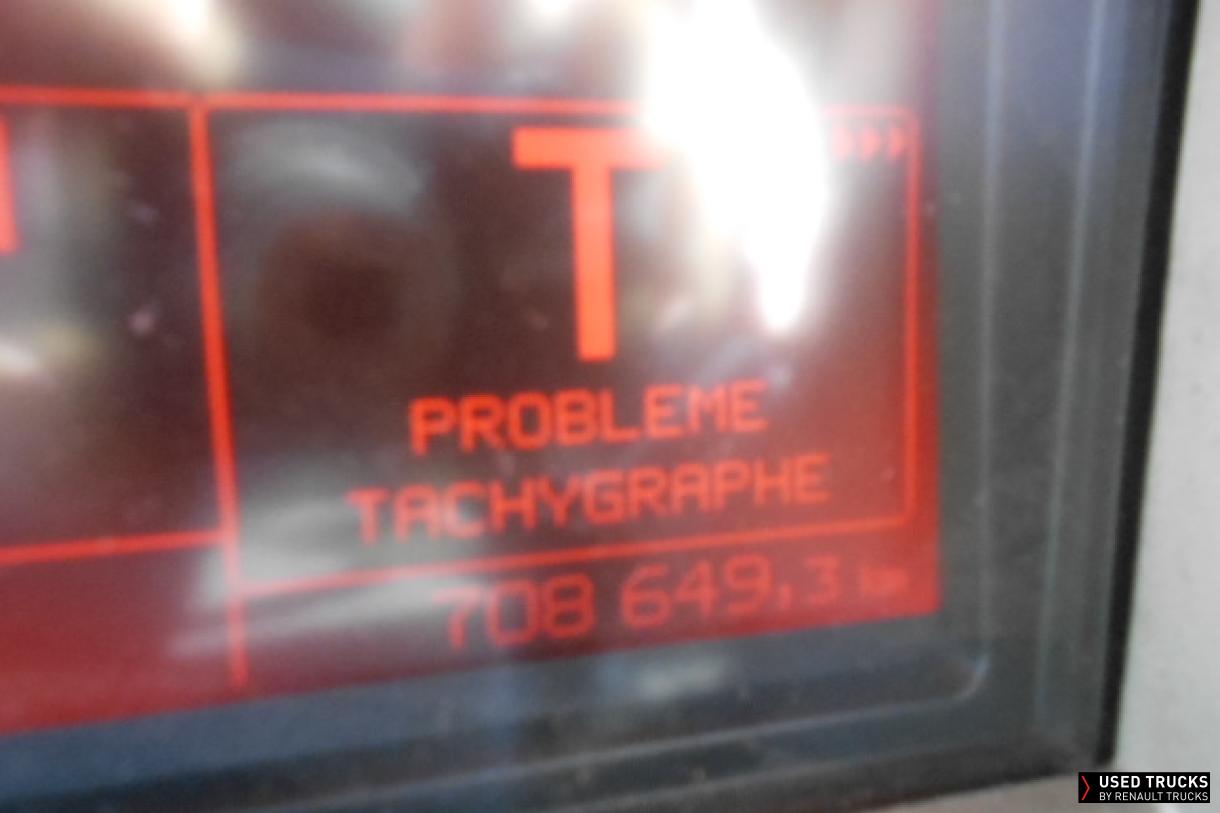 T
PROBLEME
TACHYGRAPHE
708 649,3 km
USED TRUCKS
BY RENAULT TRUCKS